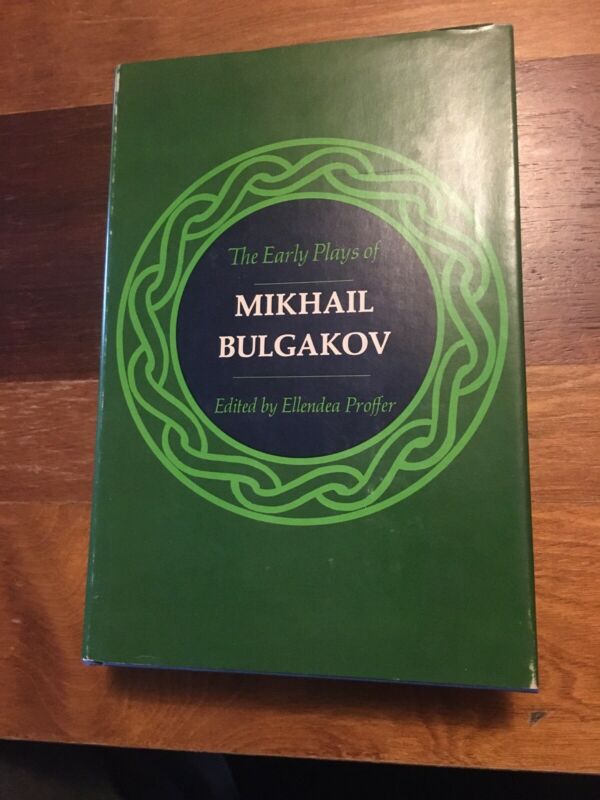 The Early Plays of
MIKHAIL
BULGAKOV
Edited by Ellendea Proffer